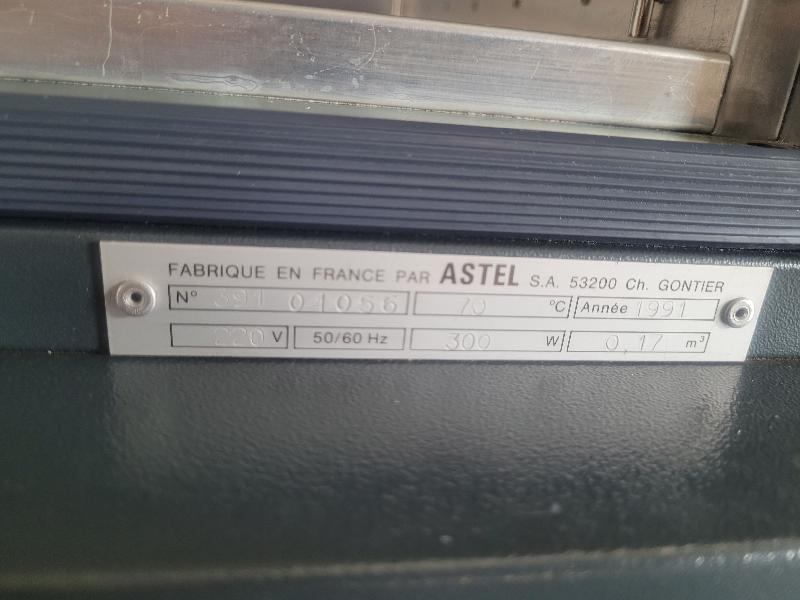 FABRIQUE EN FRANCE PAR ASTEL S.A. 53200 Ch. GONTIER
N° 391 01056 70 °C Année 1991
220 V 50/60 Hz 300 W 0,17 m³